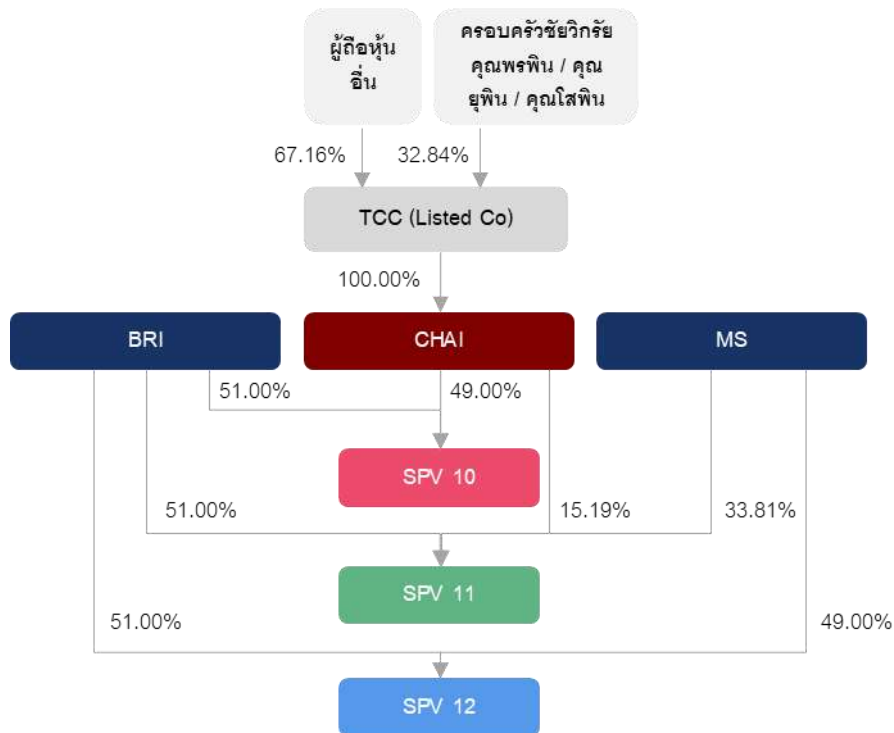 ผู้ถือหุ้น
อื่น
ครอบครัวชัยวิกรัย
คุณพรพิน / คุณ
ยุพิน / คุณโสพิน
67.16%
32.84%
TCC (Listed Co)
100.00%
BRI
CHAI
MS
51.00%
49.00%
SPV 10
51.00%
15.19%
33.81%
SPV 11
51.00%
49.00%
SPV 12